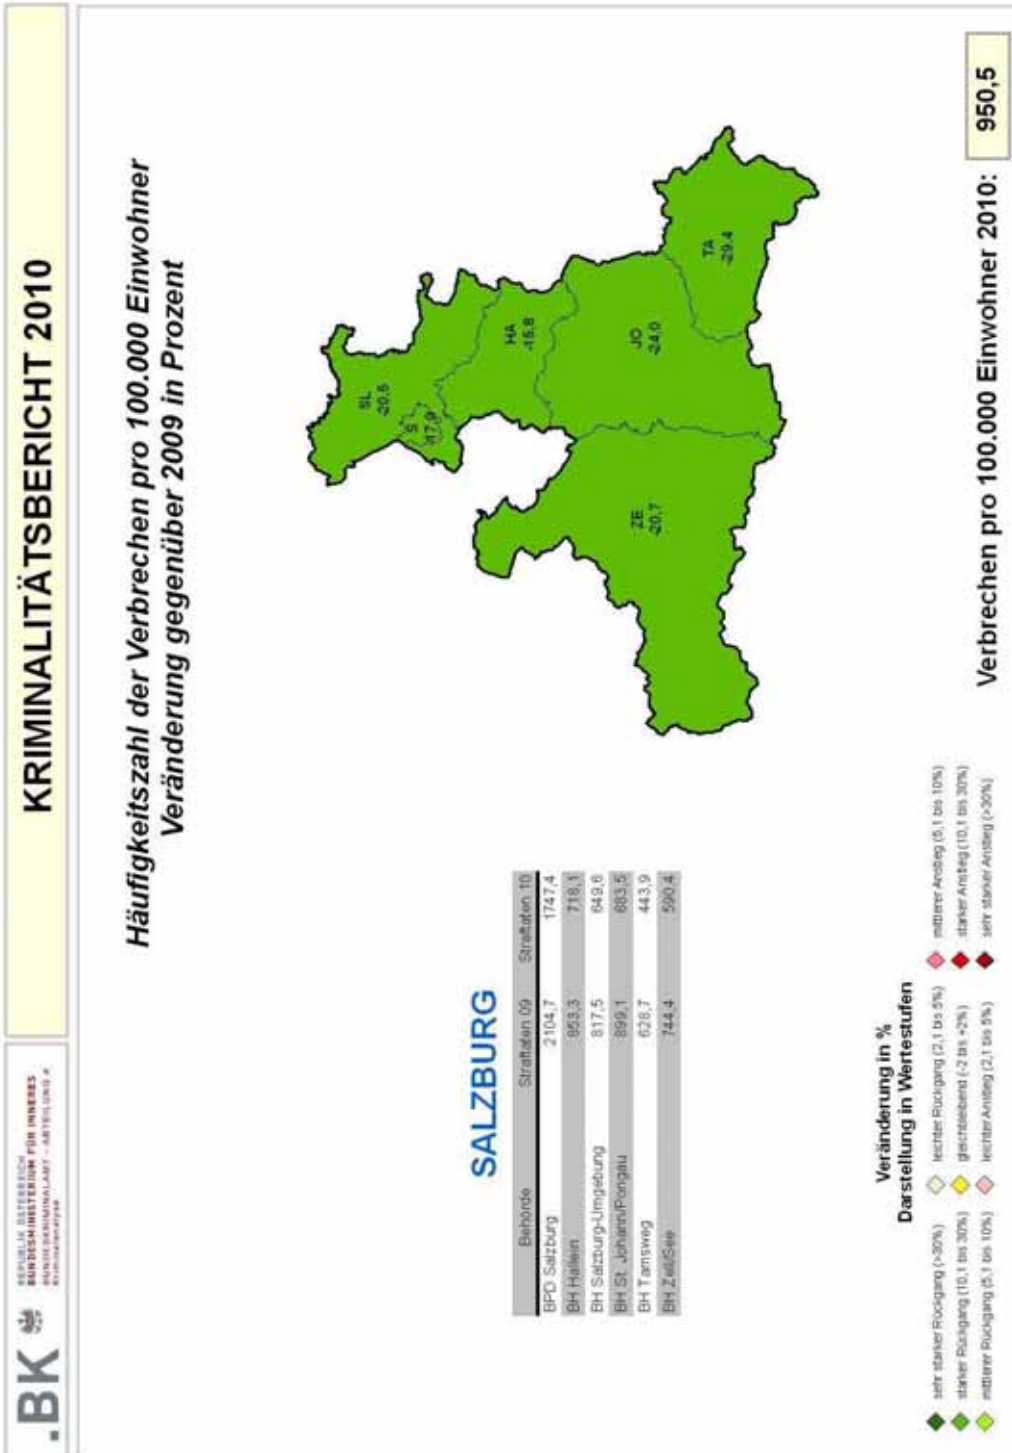 .BK
REPUBLIK ÖSTERREICH
BUNDESMINISTERIUM FÜR INNERES
BUNDESKRIMINALAMT - ABTEILUNG 4
Kriminalanalyse
KRIMINALITÄTSBERICHT 2010
Häufigkeitszahl der Verbrechen pro 100.000 Einwohner
Veränderung gegenüber 2009 in Prozent
SALZBURG
Behörde Straftaten 09 Straftaten 10
BPD Salzburg 2104,7 1747,4
BH Hallein 853,3 718,1
BH Salzburg-Umgebung 817,5 649,6
BH St. Johann/Pongau 899,1 683,5
BH Tamsweg 628,7 443,9
BH Zell/See 744,4 590,4
SL
-20,5
S
-17,0
HA
-15,8
JO
-24,0
TA
-29,4
ZE
-20,7
Veränderung in %
Darstellung in Wertestufen
sehr starker Rückgang (>30%) leichter Rückgang (2,1 bis 5%) mittlerer Anstieg (5,1 bis 10%)
starker Rückgang (10,1 bis 30%) gleichbleibend (-2 bis +2%) starker Anstieg (10,1 bis 30%)
mittlerer Rückgang (5,1 bis 10%) leichter Anstieg (2,1 bis 5%) sehr starker Anstieg (>30%)
Verbrechen pro 100.000 Einwohner 2010: 950,5